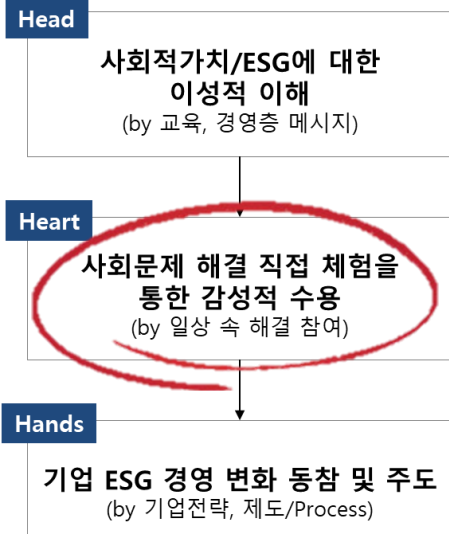 Head
사회적가치/ESG에 대한
이성적 이해
(by 교육, 경영층 메시지)
Heart
사회문제 해결 직접 체험을
통한 감성적 수용
(by 일상 속 해결 참여)
Hands
기업 ESG 경영 변화 동참 및 주도
(by 기업전략, 제도/Process)